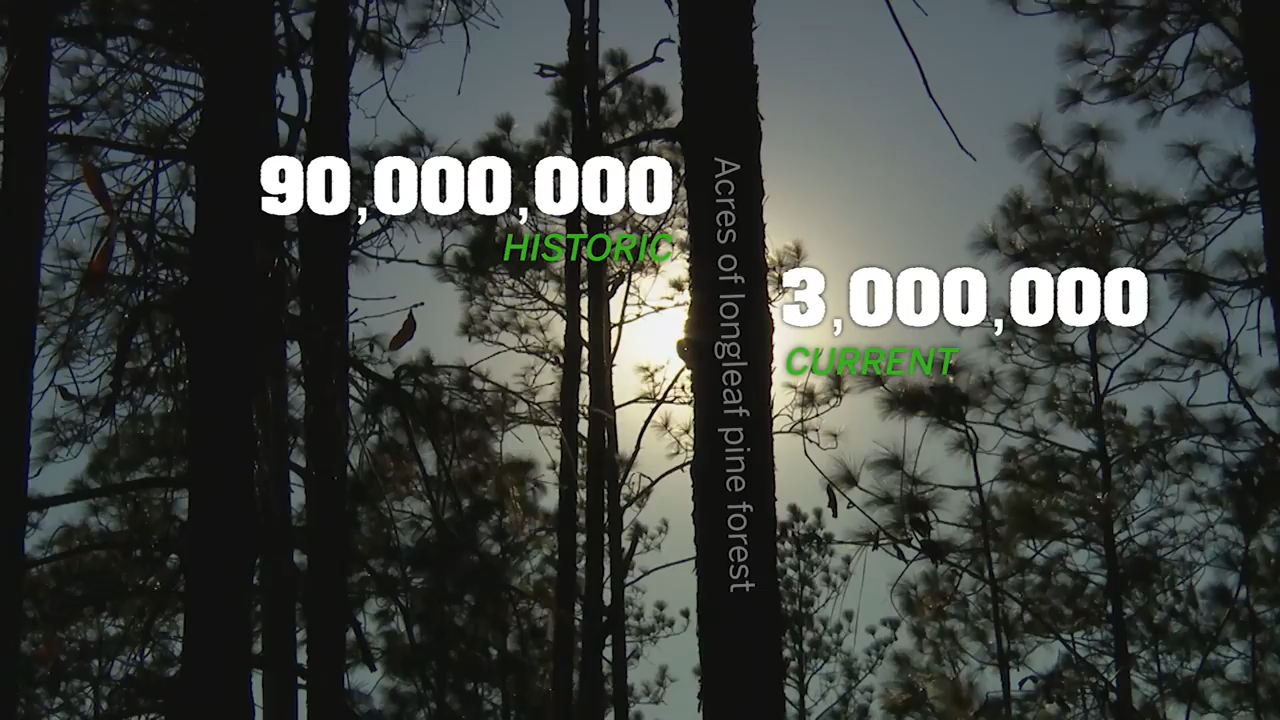 90,000,000
HISTORIC
Acres of longleaf pine forest
3,000,000
CURRENT